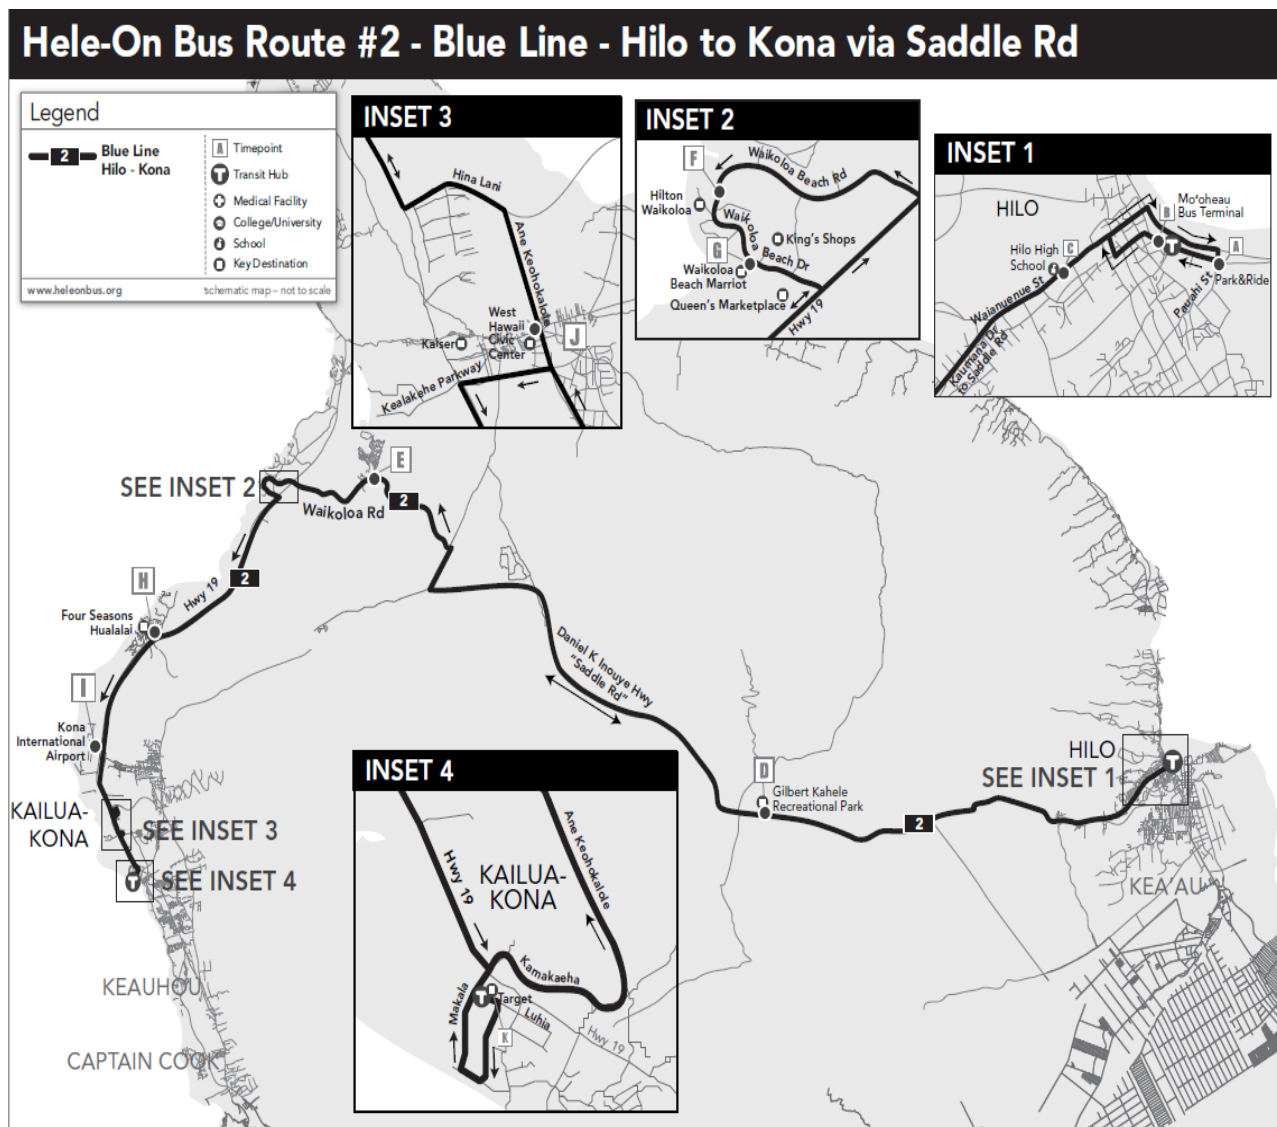 Hele-On Bus Route #2 - Blue Line - Hilo to Kona via Saddle Rd
Legend
2
Blue Line
Hilo - Kona
A Timepoint
T Transit Hub
Medical Facility
College/University
School
Key Destination
www.heleonbus.org
schematic map – not to scale
INSET 3
Hina Lani
Ane Keohokalole
West
Hawaii
Civic
Center
J
Kaiser
Kealakehe Parkway
INSET 2
F
Waikoloa Beach Rd
Hilton
Waikoloa
Waikoloa
Beach Dr
G
King's Shops
Waikoloa
Beach Marriot
Queen's Marketplace
Hwy 19
INSET 1
HILO
B
Mo'oheau
Bus Terminal
Hilo High
School
C
T
A
Park&Ride
Pauahi St
Waianuenue St
Kaumana Dr
to Saddle Rd
SEE INSET 2
E
2
Waikoloa Rd
2
H
Hwy 19
Four Seasons
Hualalai
Daniel K Inouye Hwy
"Saddle Rd"
I
Kona
International
Airport
KAILUA-
KONA
SEE INSET 3
T
SEE INSET 4
D
Gilbert Kahele
Recreational Park
2
HILO
SEE INSET 1
T
KEA'AU
KEAUHOU
CAPTAIN COOK
INSET 4
Hwy 19
KAILUA-
KONA
Ane Keohokalole
Kamakaeha
Makala
T
Target
Luhia
K
Hwy 19